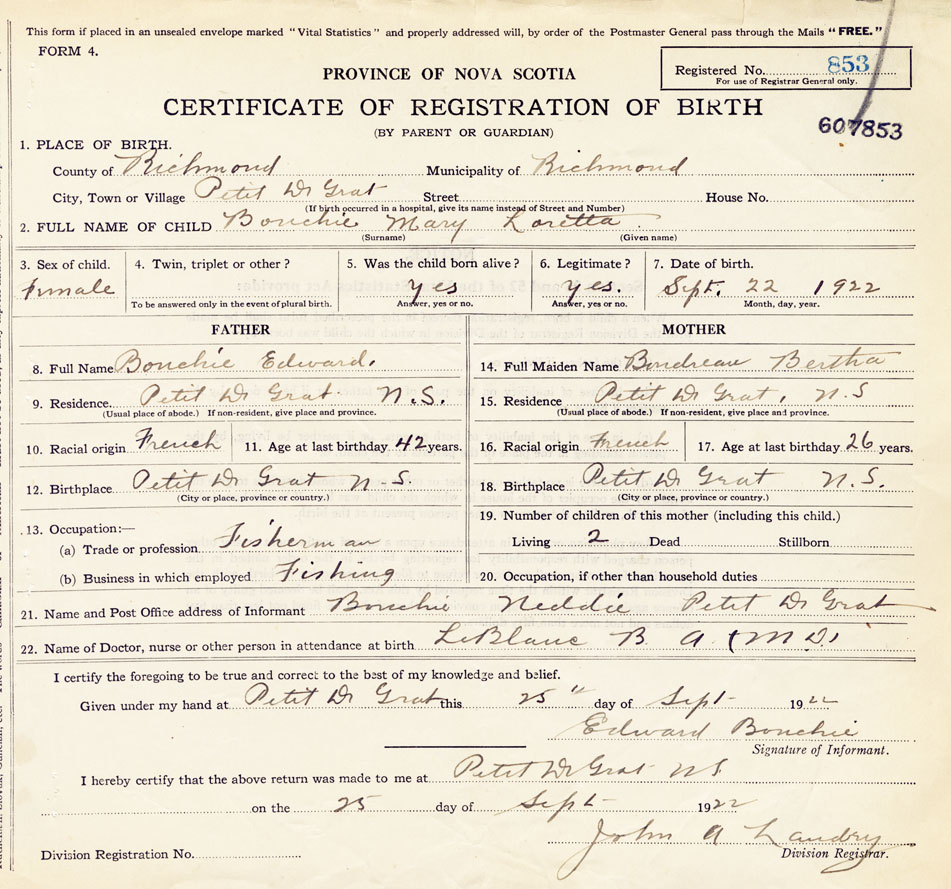 This form if placed in an unsealed envelope marked "Vital Statistics" and properly addressed will, by order of the Postmaster General pass through the Mails "FREE."
FORM 4.
Registered No. 853
For use of Registrar General only.
PROVINCE OF NOVA SCOTIA
CERTIFICATE OF REGISTRATION OF BIRTH
607853
(BY PARENT OR GUARDIAN)
1. PLACE OF BIRTH.
County of Richmond Municipality of Richmond
City, Town or Village Petit De Grat Street House No.
(If birth occurred in a hospital, give its name instead of Street and Number)
2. FULL NAME OF CHILD Bouchie Mary Loretta
(Surname) (Given name)
3. Sex of child. 4. Twin, triplet or other? 5. Was the child born alive? 6. Legitimate? 7. Date of birth.
Female yes yes. Sept. 22 1922
To be answered only in the event of plural birth. Answer, yes or no. Answer, yes or no. Month, day, year.
FATHER MOTHER
8. Full Name Bouchie Edward. 14. Full Maiden Name Boudreau Bertha
9. Residence. Petit De Grat. N.S. 15. Residence Petit De Grat, N.S
(Usual place of abode.) If non-resident, give place and province. (Usual place of abode.) If non-resident, give place and province.
10. Racial origin French 11. Age at last birthday 42 years. 16. Racial origin French 17. Age at last birthday 26 years.
12. Birthplace Petit De Grat N-S. 18. Birthplace Petit De Grat N.S.
(City or place, province or country.) (City or place, province or country.)
13. Occupation:— 19. Number of children of this mother (including this child.)
(a) Trade or profession Fisherman Living 2 Dead Stillborn
(b) Business in which employed Fishing 20. Occupation, if other than household duties
21. Name and Post Office address of Informant Bouchie Neddie Petit De Grat
22. Name of Doctor, nurse or other person in attendance at birth LeBlanc B A (M D.)
I certify the foregoing to be true and correct to the best of my knowledge and belief.
Given under my hand at Petit De Grat this 25" day of Sept 1922
Edward Bouchie
Signature of Informant.
I hereby certify that the above return was made to me at Petit De Grat NS
on the 25 day of Sept 1922
John A Landry
Division Registration No. Division Registrar.